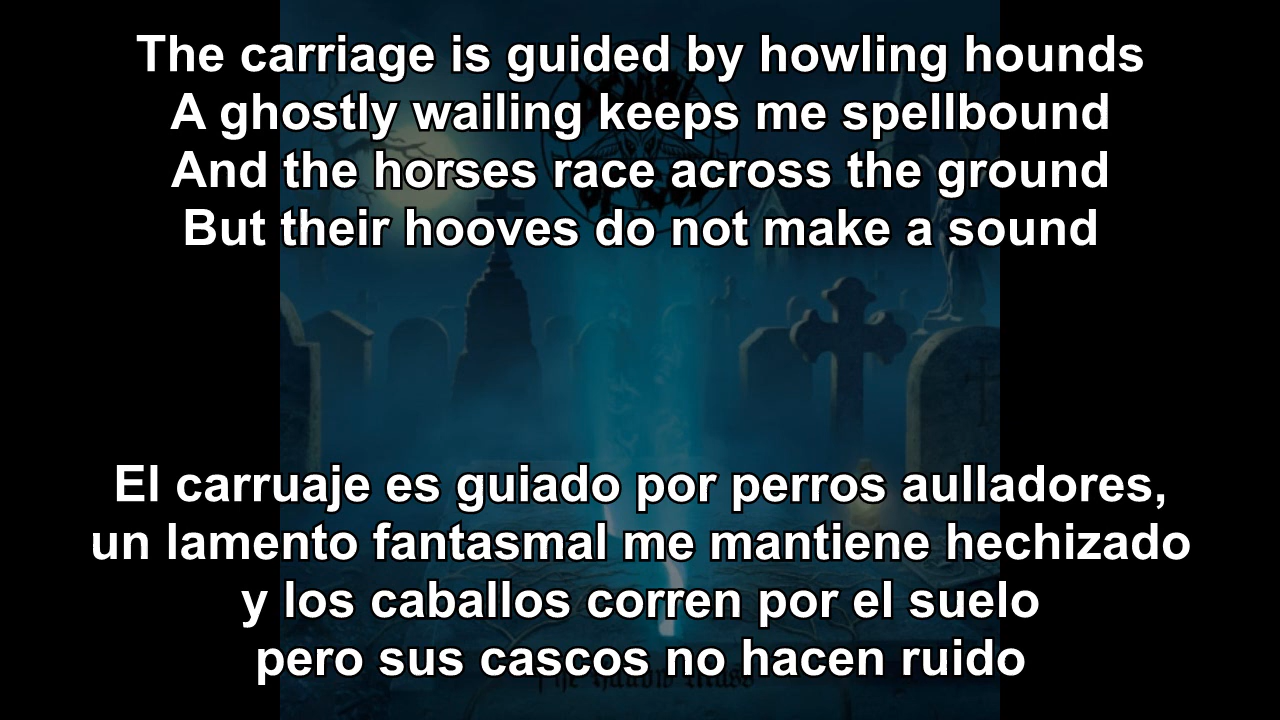 The carriage is guided by howling hounds
A ghostly wailing keeps me spellbound
And the horses race across the ground
But their hooves do not make a sound
El carruaje es guiado por perros aulladores,
un lamento fantasmal me mantiene hechizado
y los caballos corren por el suelo
pero sus cascos no hacen ruido